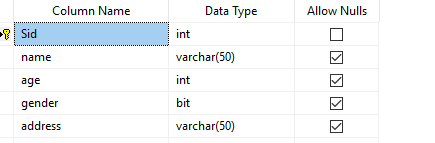 Column Name Data Type Allow Nulls
Sid int
name varchar(50)
age int
gender bit
address varchar(50)